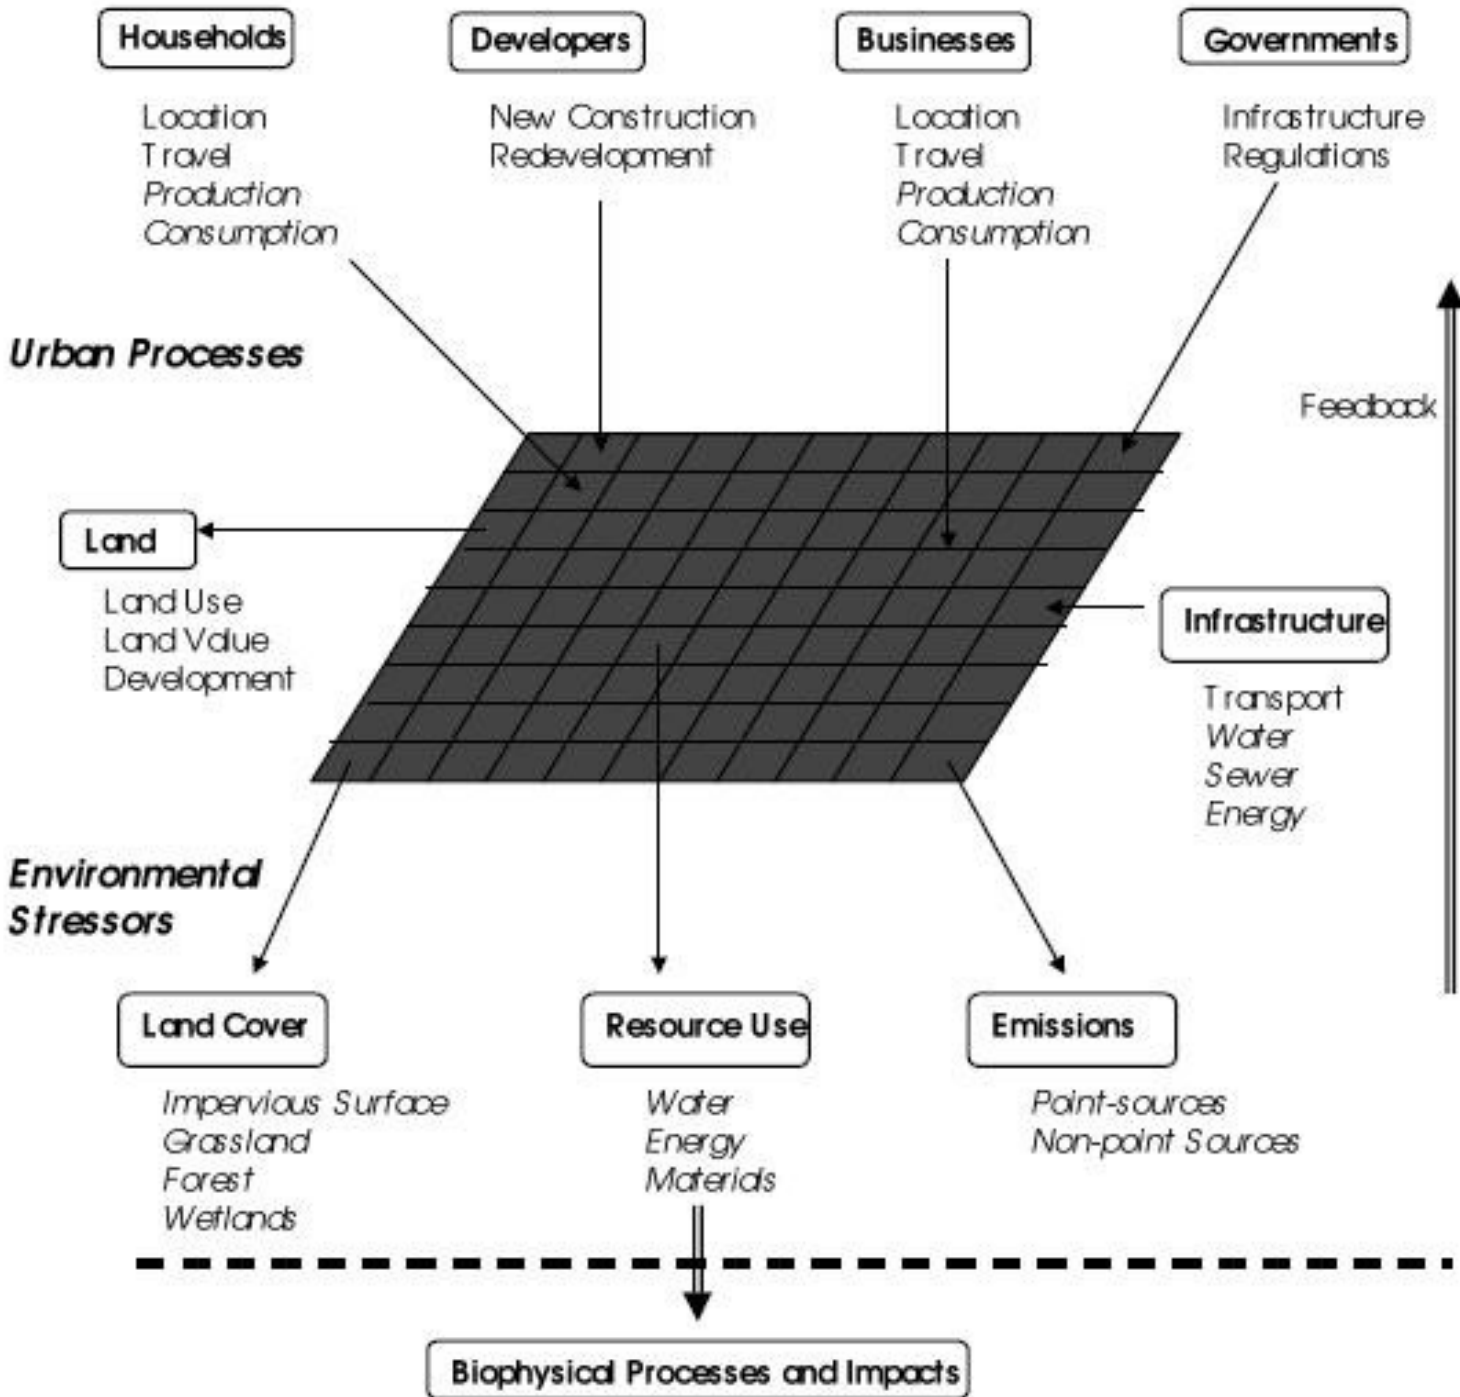 Households
Developers
Businesses
Governments
Location
Travel
Production
Consumption
New Construction
Redevelopment
Location
Travel
Production
Consumption
Infrastructure
Regulations
Urban Processes
Feedback
Land
Land Use
Land Value
Development
Infrastructure
Transport
Water
Sewer
Energy
Environmental
Stressors
Land Cover
Impervious Surface
Grassland
Forest
Wetlands
Resource Use
Water
Energy
Materials
Emissions
Point-sources
Non-point Sources
Biophysical Processes and Impacts